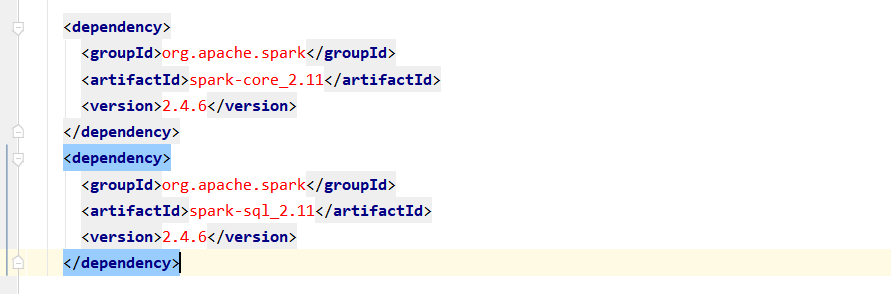 <dependency>
<groupId>org.apache.spark</groupId>
<artifactId>spark-core_2.11</artifactId>
<version>2.4.6</version>
</dependency>
<dependency>
<groupId>org.apache.spark</groupId>
<artifactId>spark-sql_2.11</artifactId>
<version>2.4.6</version>
</dependency>